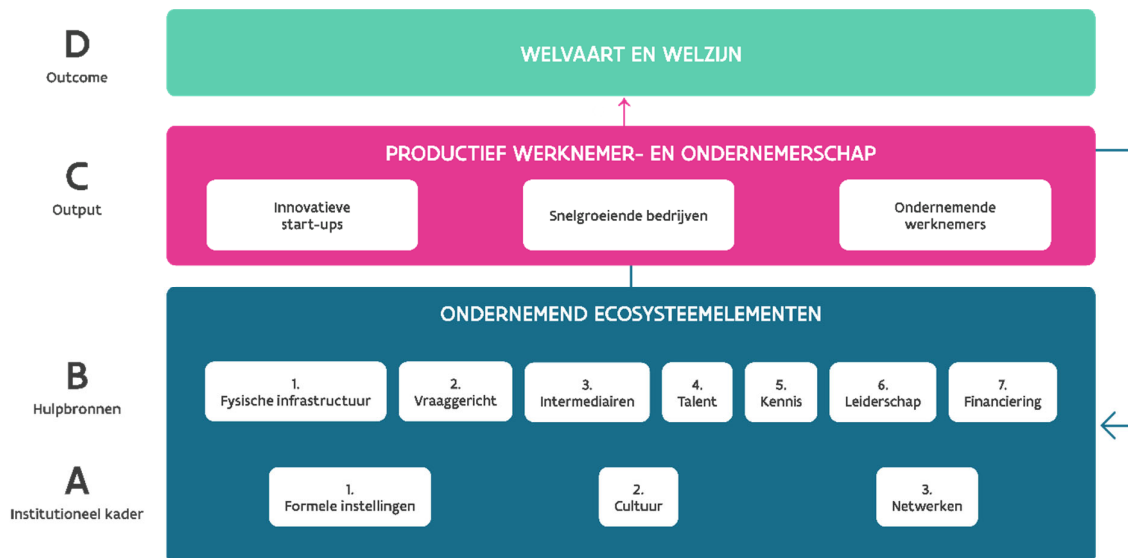 D
Outcome
WELVAART EN WELZIJN
C
Output
PRODUCTIEF WERKNEMER- EN ONDERNEMERSCHAP
Innovatieve
start-ups
Snelgroeiende bedrijven
Ondernemende
werknemers
ONDERNEMEND ECOSYSTEEMELEMENTEN
B
Hulpbronnen
1.
Fysische infrastructuur
2.
Vraaggericht
3.
Intermediairen
4.
Talent
5.
Kennis
6.
Leiderschap
7.
Financiering
A
Institutioneel kader
1.
Formele instellingen
2.
Cultuur
3.
Netwerken